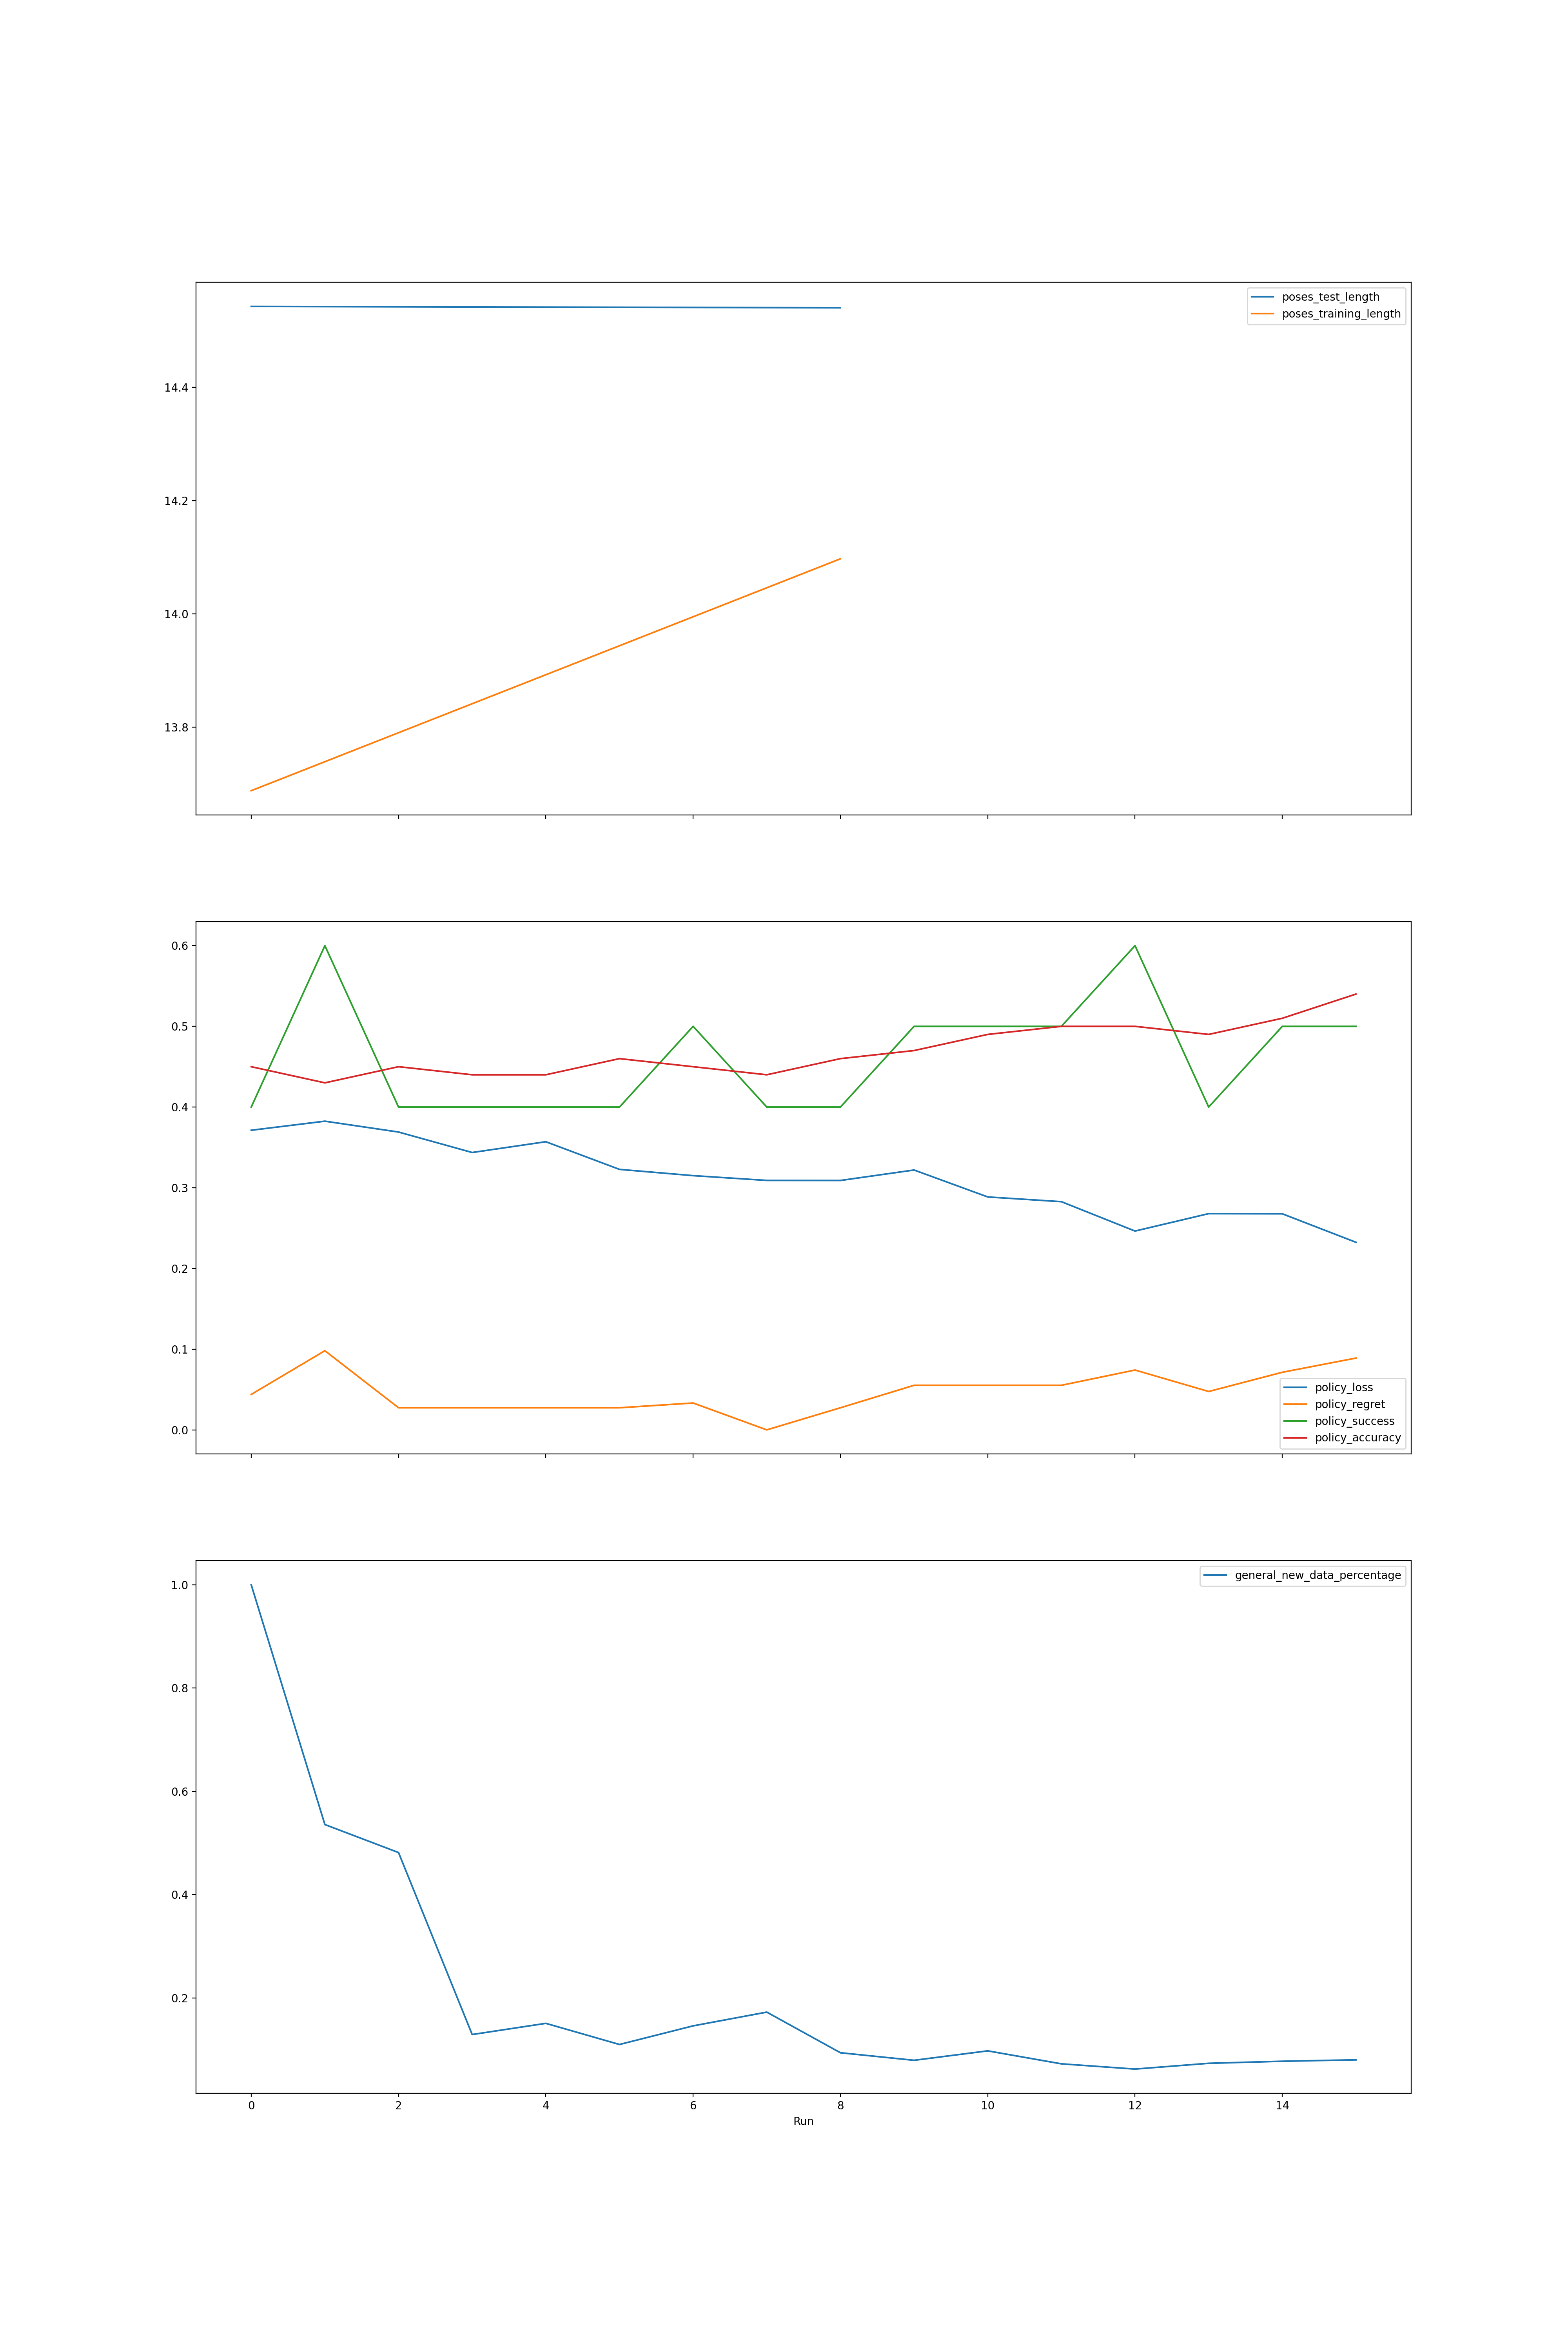 poses_test_length
poses_training_length
14.4
14.2
14.0
13.8
0.6
0.5
0.4
0.3
0.2
0.1
0.0
policy_loss
policy_regret
policy_success
policy_accuracy
general_new_data_percentage
1.0
0.8
0.6
0.4
0.2
0 2 4 6 8 10 12 14
Run